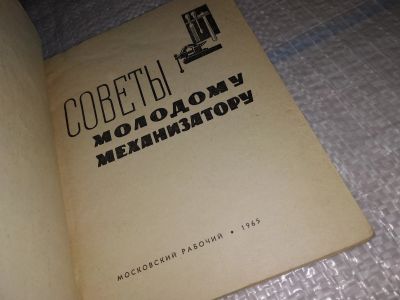 СОВЕТЫ
МОЛОДОМУ
МЕХАНИЗАТОРУ
МОСКОВСКИЙ РАБОЧИЙ • 1965